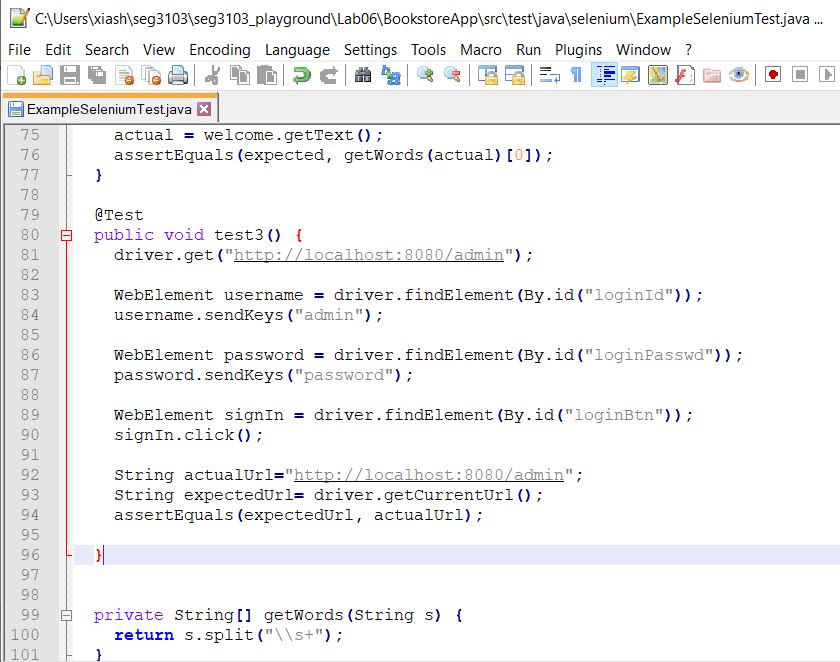 C:\Users\xiash\seg3103\seg3103_playground\Lab06\BookstoreApp\src\test\java\selenium\ExampleSeleniumTest.java ...
File Edit Search View Encoding Language Settings Tools Macro Run Plugins Window ?
ExampleSeleniumTest.java
75 actual = welcome.getText();
76 assertEquals(expected, getWords(actual)[0]);
77 }
78
79 @Test
80 public void test3() {
81 driver.get("http://localhost:8080/admin");
82
83 WebElement username = driver.findElement(By.id("loginId"));
84 username.sendKeys("admin");
85
86 WebElement password = driver.findElement(By.id("loginPasswd"));
87 password.sendKeys("password");
88
89 WebElement signIn = driver.findElement(By.id("loginBtn"));
90 signIn.click();
91
92 String actualUrl="http://localhost:8080/admin";
93 String expectedUrl= driver.getCurrentUrl();
94 assertEquals(expectedUrl, actualUrl);
95
96 }
97
98
99 private String[] getWords(String s) {
100 return s.split("\\s+");
101 }